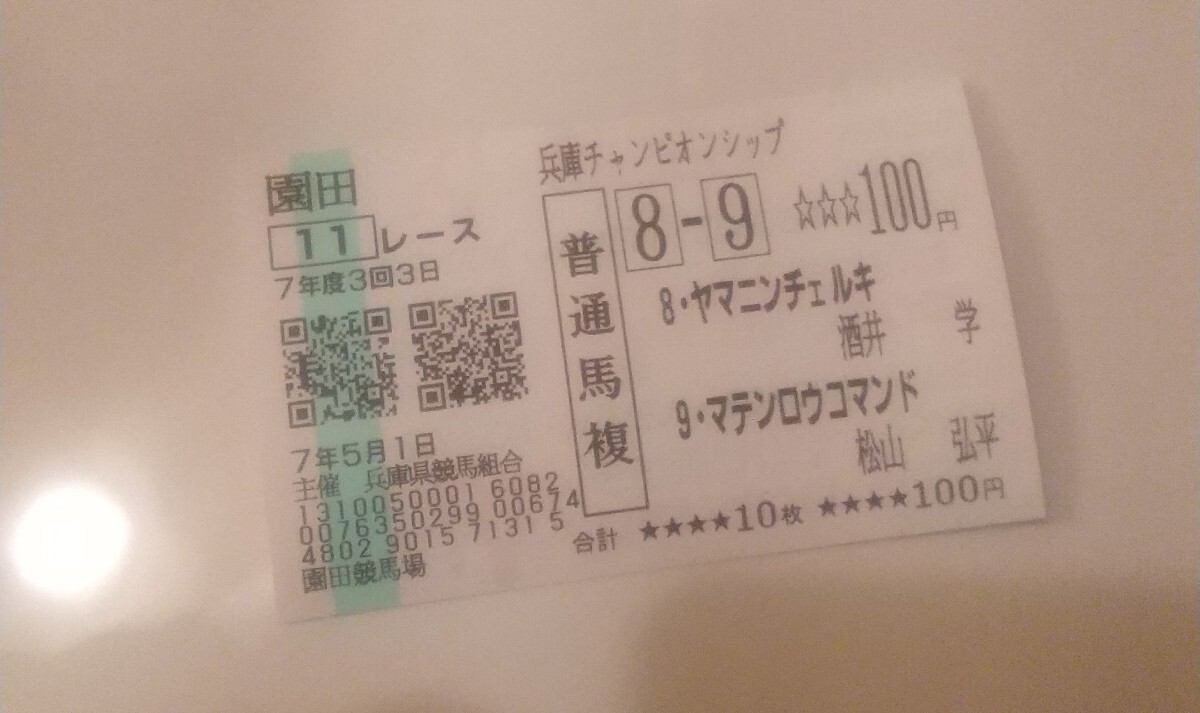 園田
11レース
7年度3回3日
7年5月1日
主催 兵庫県競馬組合
1310050001 6082
0076350299 00674
4802 9015 7131 5
園田競馬場
兵庫チャンピオンシップ
普通馬複
8-9 ☆☆☆100円
8・ヤマニンチェルキ
酒井 学
9・マテンロウコマンド
松山 弘平
合計 ★★★★10枚 ★★★★100円